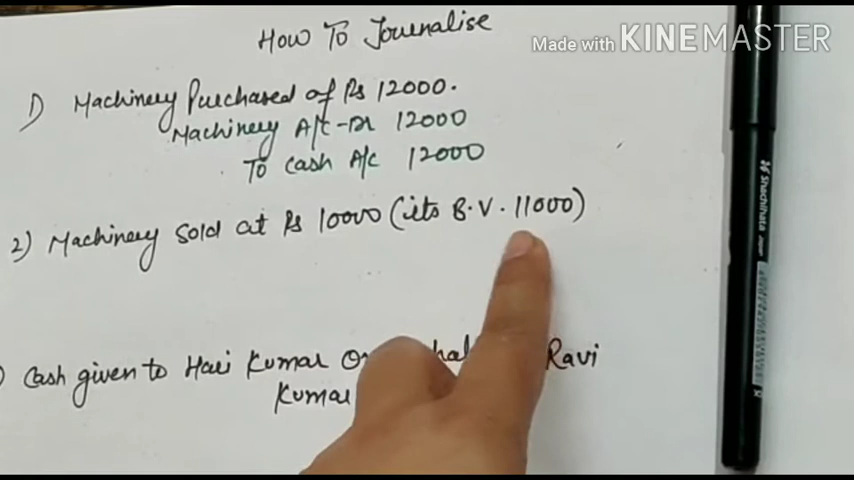 How To Journalise
Made with KINEMASTER
1) Machinery Purchased of Rs 12000.
Machinery A/c - Dr 12000
To Cash A/c 12000
2) Machinery Sold at Rs 10000 (its B.V. 11000)
Cash given to Hari Kumar Ravi
Kumar
Shachihata